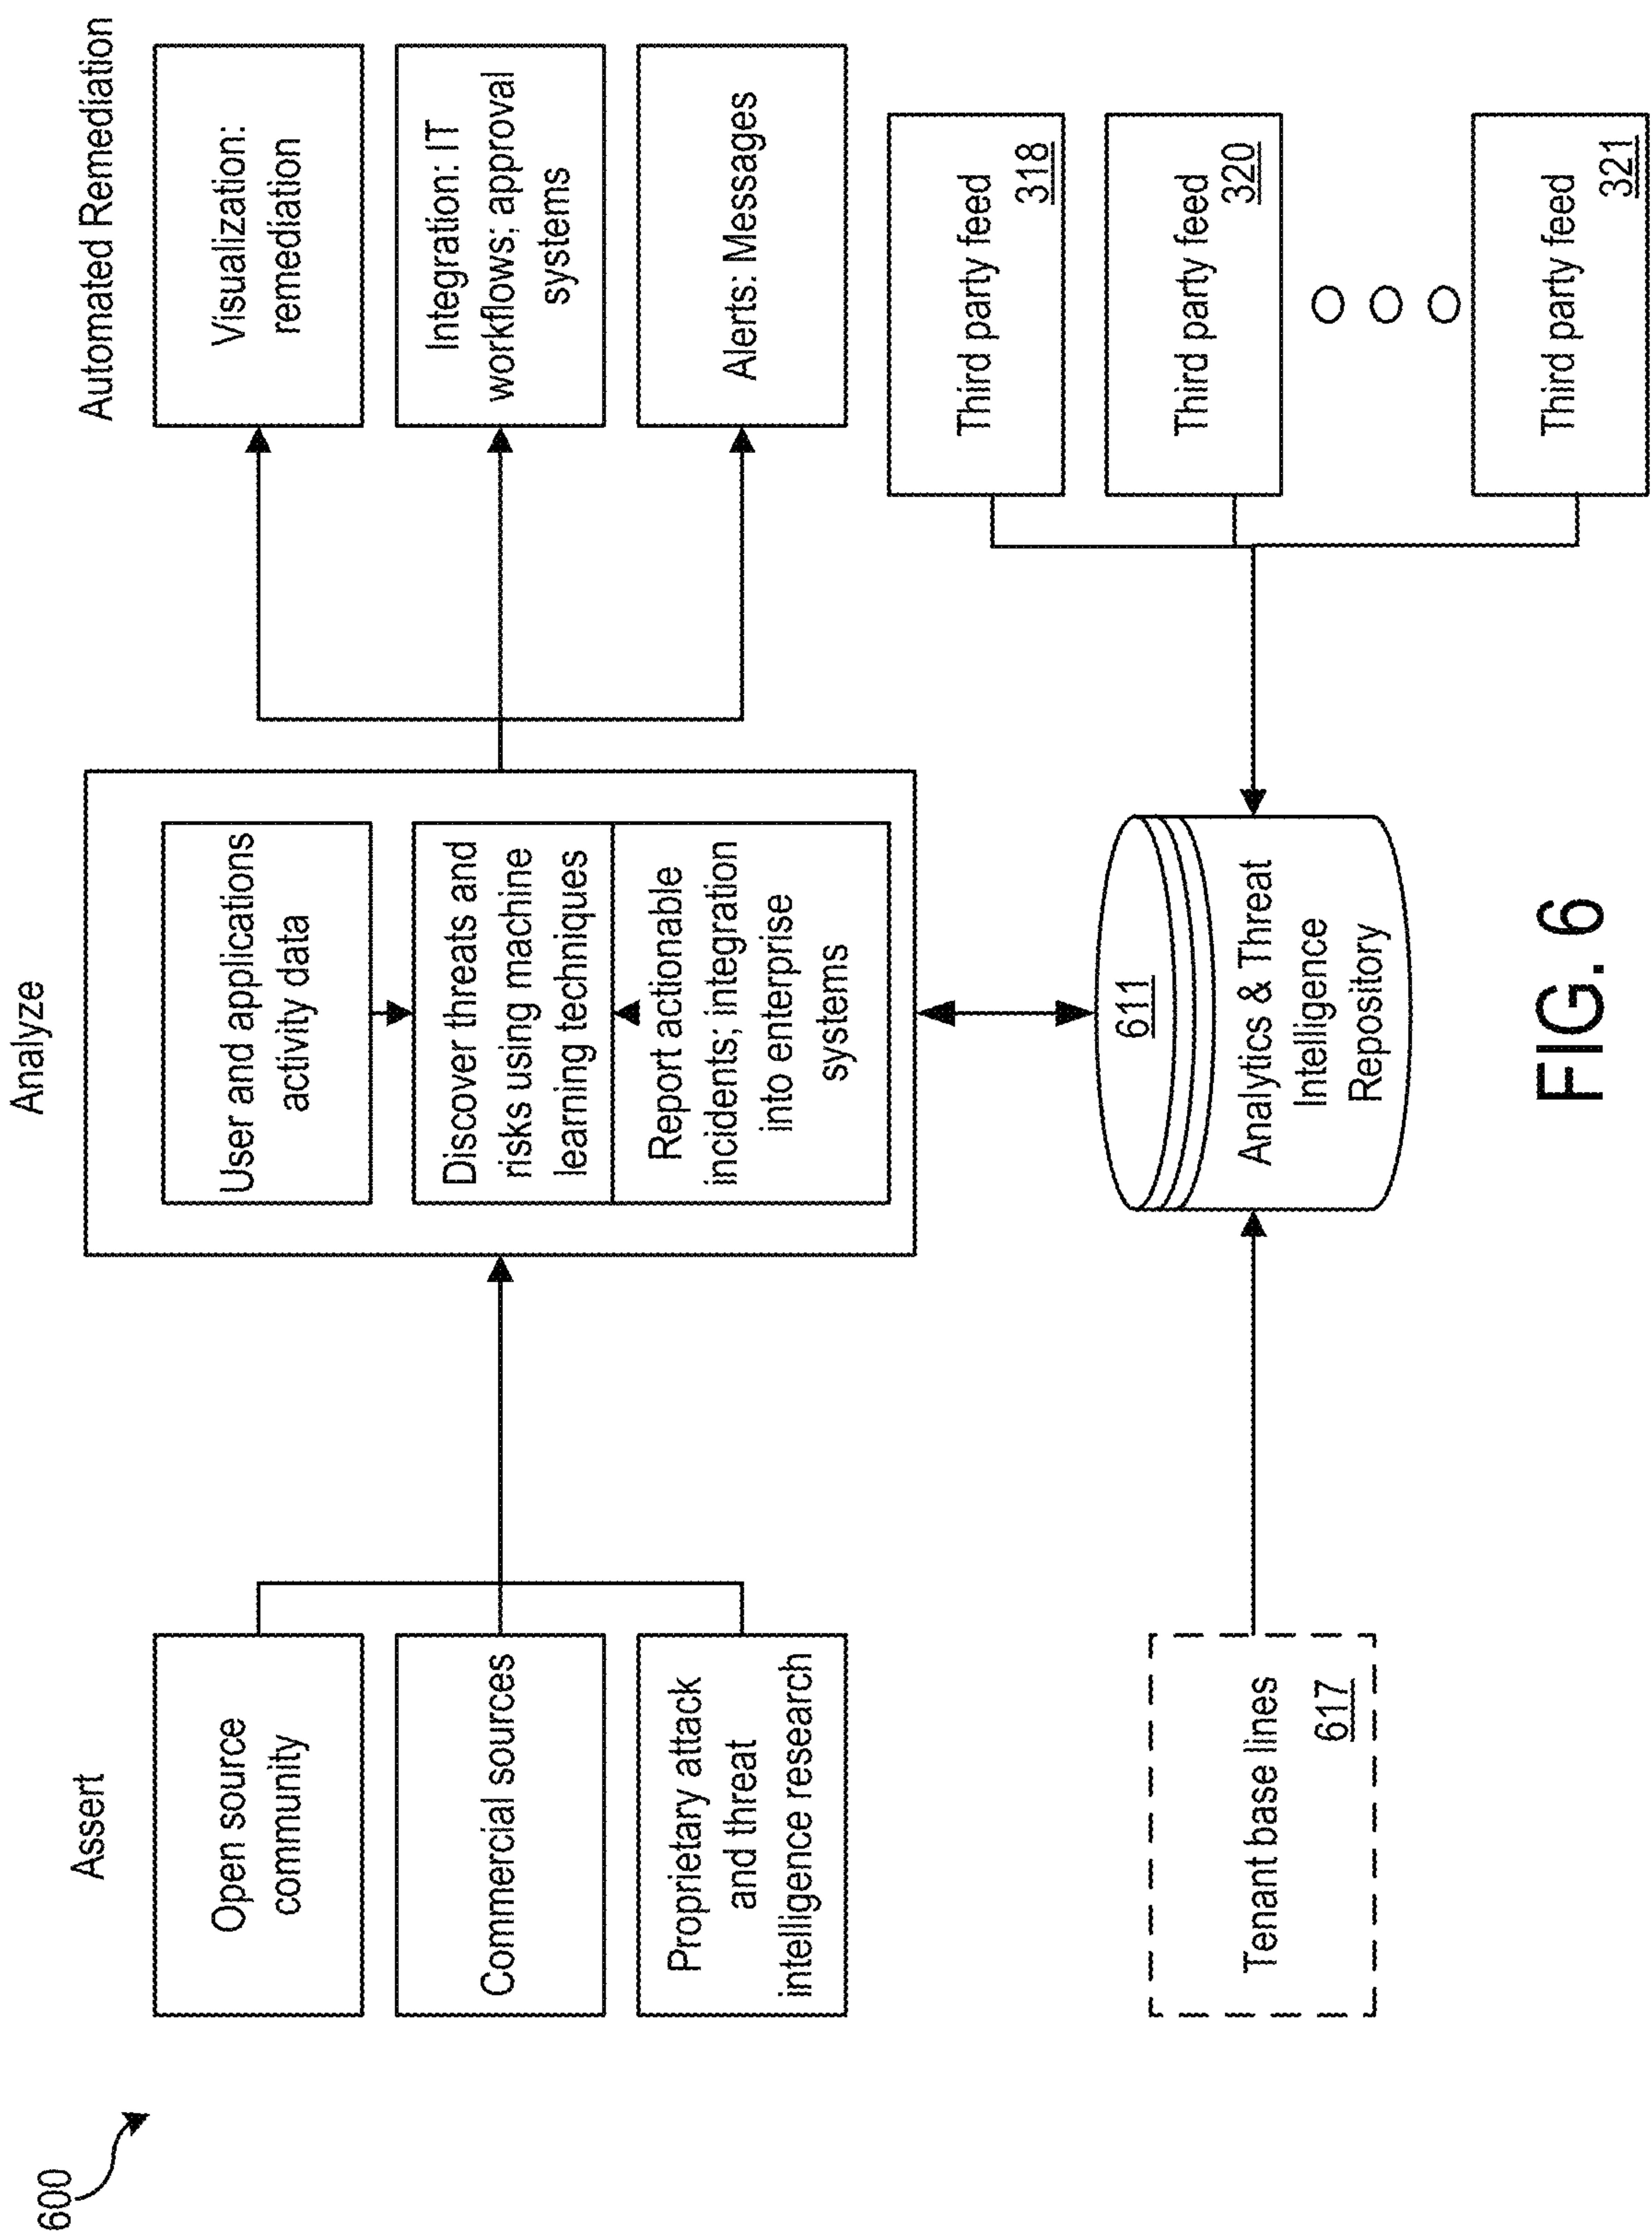 600
Assert
Analyze
Automated Remediation
Open source
community
Commercial sources
Proprietary attack
and threat
intelligence research
User and applications
activity data
Discover threats and
risks using machine
learning techniques
Report actionable
incidents; integration
into enterprise
systems
Visualization:
remediation
Integration: IT
workflows; approval
systems
Alerts: Messages
Tenant base lines
617
611
Analytics & Threat
Intelligence
Repository
Third party feed
318
Third party feed
320
Third party feed
321
FIG. 6